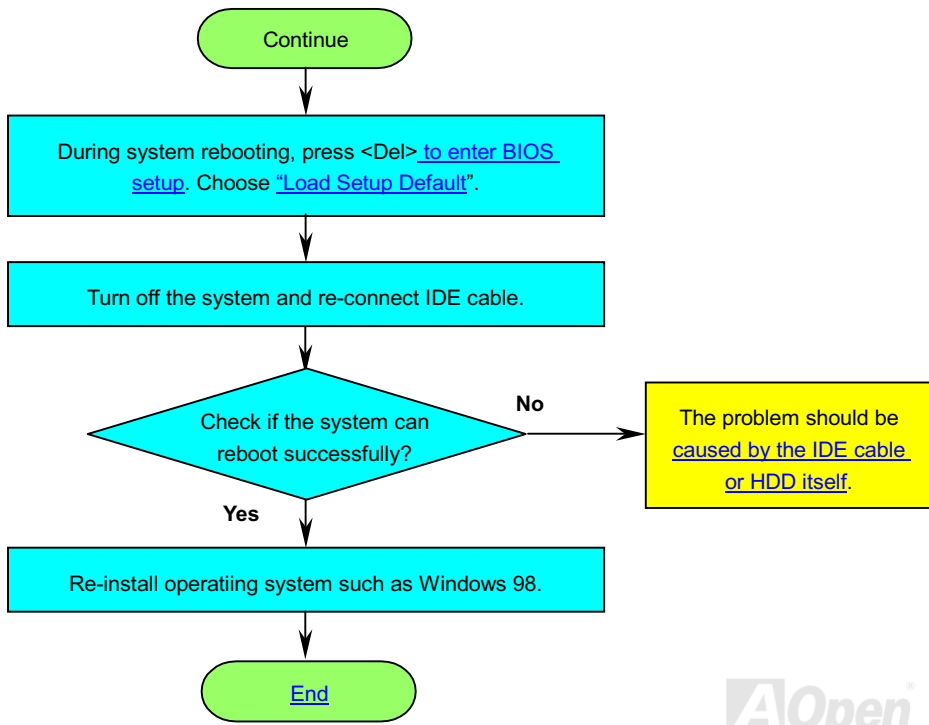 Continue
During system rebooting, press <Del> to enter BIOS
setup. Choose “Load Setup Default”.
Turn off the system and re-connect IDE cable.
Check if the system can
reboot successfully?
No
The problem should be
caused by the IDE cable
or HDD itself.
Yes
Re-install operatiing system such as Windows 98.
End
AOpen®